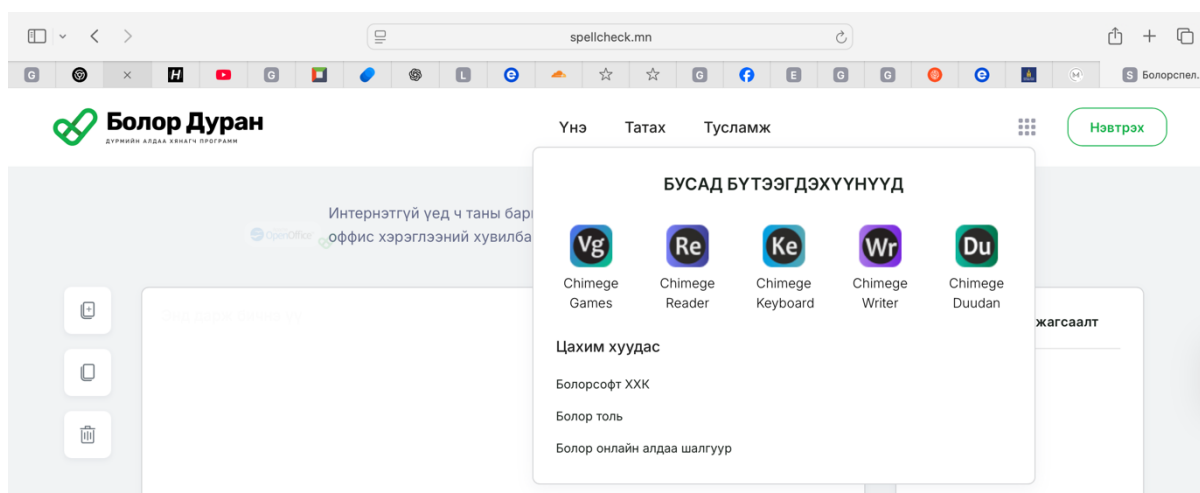 spellcheck.mn
G
H
G
L
e
G
E
G
G
e
M
S Болорспел.
Болор Дуран
ДҮРМИЙН АЛДАА ХЯНАГЧ ПРОГРАММ
Үнэ Татах Тусламж
Нэвтрэх
Интернэтгүй үед ч таны бар
OpenOffice
оффис хэрэглээний хувилба
БУСАД БҮТЭЭГДЭХҮҮНҮҮД
Vg Re Ke Wr Du
Chimege Chimege Chimege Chimege Chimege
Games Reader Keyboard Writer Duudan
Цахим хуудас
Болорсофт ХХК
Болор толь
Болор онлайн алдаа шалгуур
жагсаалт